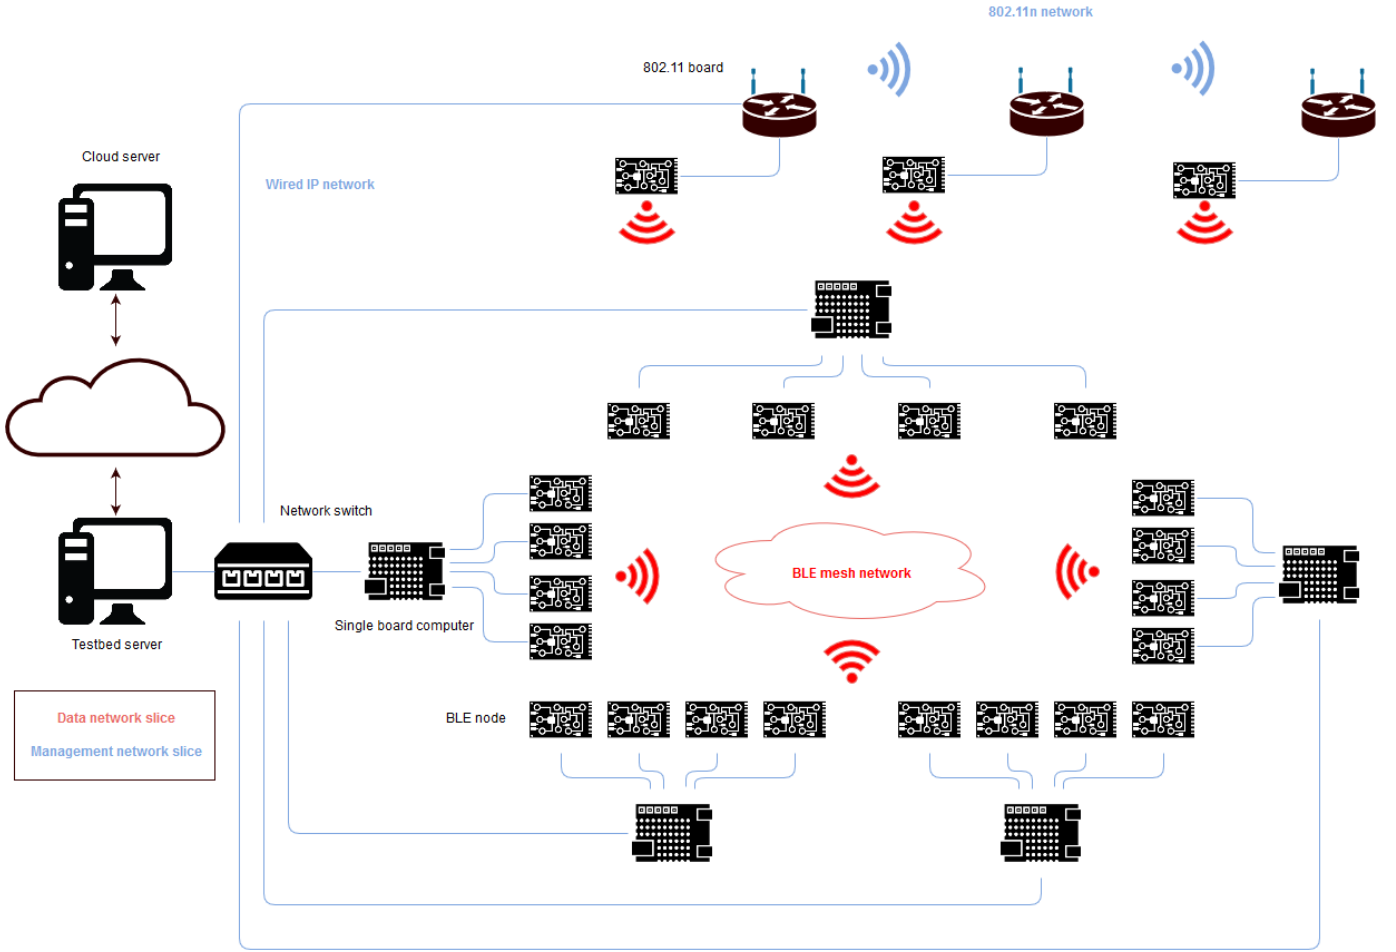 802.11n network
802.11 board
Cloud server
Wired IP network
Network switch
BLE mesh network
Single board computer
Testbed server
BLE node
Data network slice
Management network slice